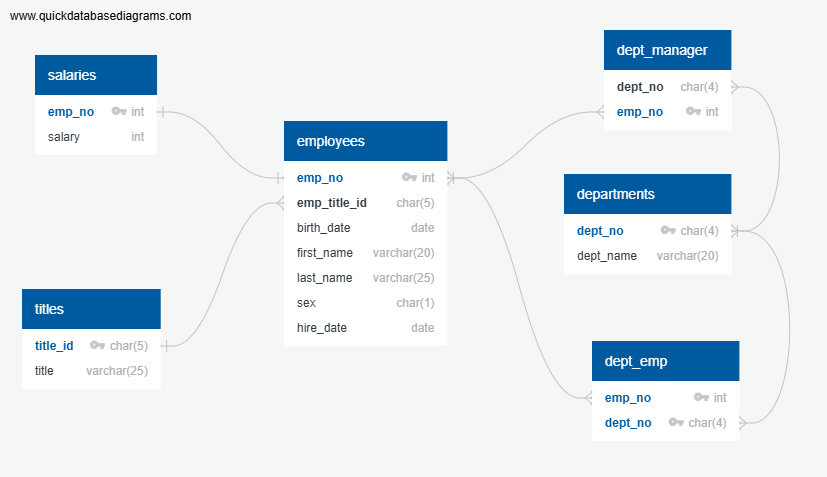 www.quickdatabasediagrams.com
salaries
emp_no int
salary int
employees
emp_no int
emp_title_id char(5)
birth_date date
first_name varchar(20)
last_name varchar(25)
sex char(1)
hire_date date
titles
title_id char(5)
title varchar(25)
dept_manager
dept_no char(4)
emp_no int
departments
dept_no char(4)
dept_name varchar(20)
dept_emp
emp_no int
dept_no char(4)